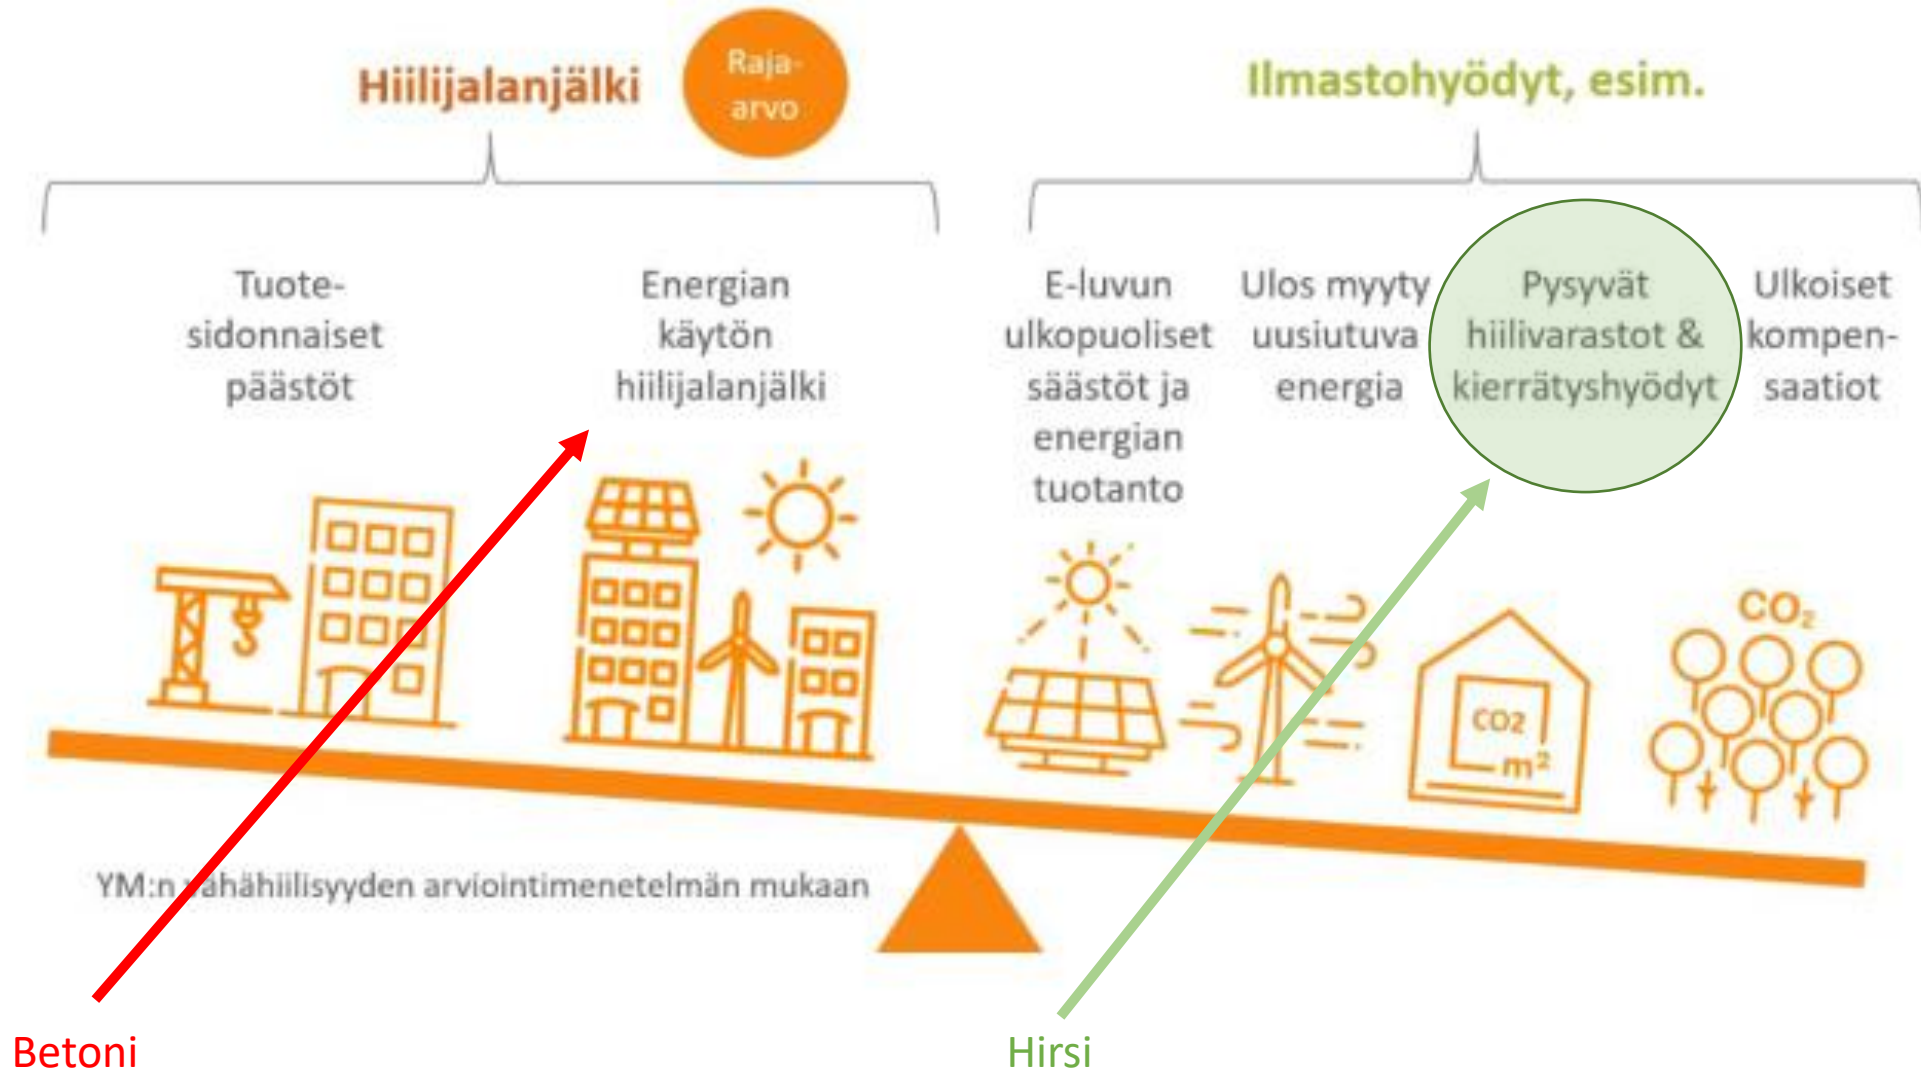 Hiilijalanjälki
Raja-
arvo
Ilmastohyödyt, esim.
Tuote-
sidonnaiset
päästöt
Energian
käytön
hiilijalanjälki
E-luvun
ulkopuoliset
säästöt ja
energian
tuotanto
Ulos myyty
uusiutuva
energia
Pysyvät
hiilivarastot &
kierrätyshyödyt
Ulkoiset
kompen-
saatiot
CO₂
CO2
m²
YM:n vähähiilisyyden arviointimenetelmän mukaan
Betoni
Hirsi